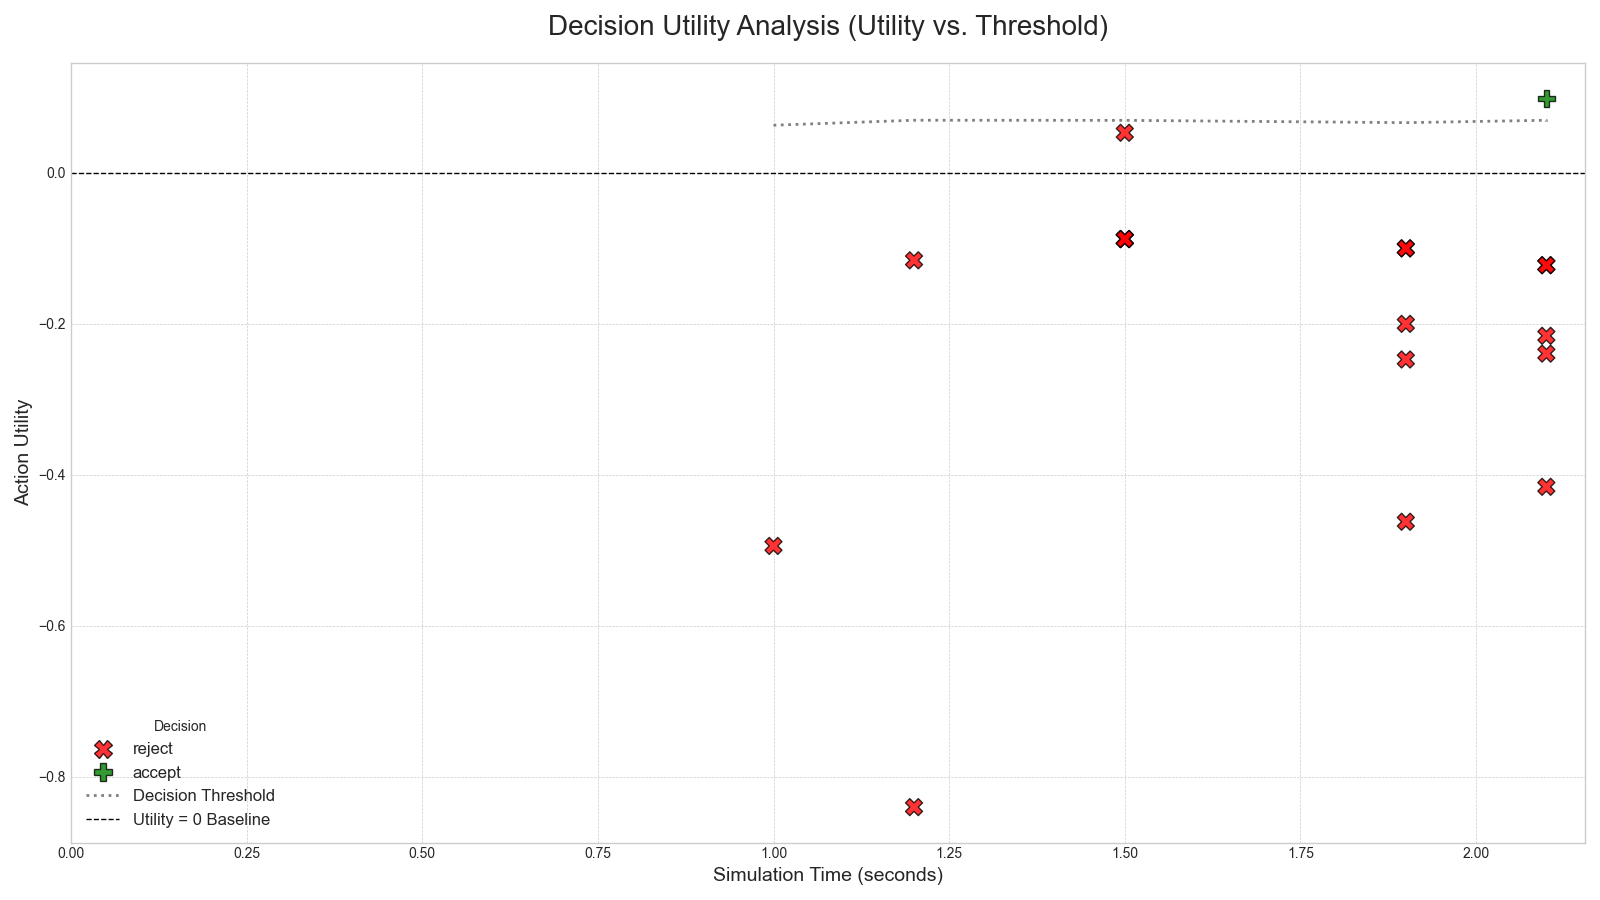 Decision Utility Analysis (Utility vs. Threshold)
0.0
−0.2
−0.4
−0.6
−0.8
Action Utility
Decision
reject
accept
Decision Threshold
Utility = 0 Baseline
0.00 0.25 0.50 0.75 1.00 1.25 1.50 1.75 2.00
Simulation Time (seconds)